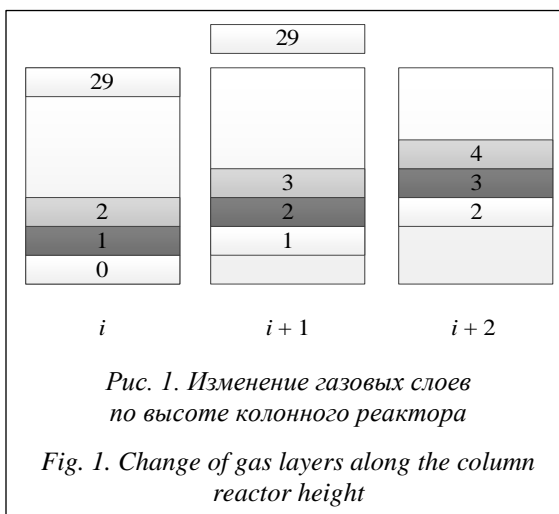 29
29
2
1
0
3
2
1
4
3
2
i
i + 1
i + 2
Рис. 1. Изменение газовых слоев
по высоте колонного реактора
Fig. 1. Change of gas layers along the column
reactor height